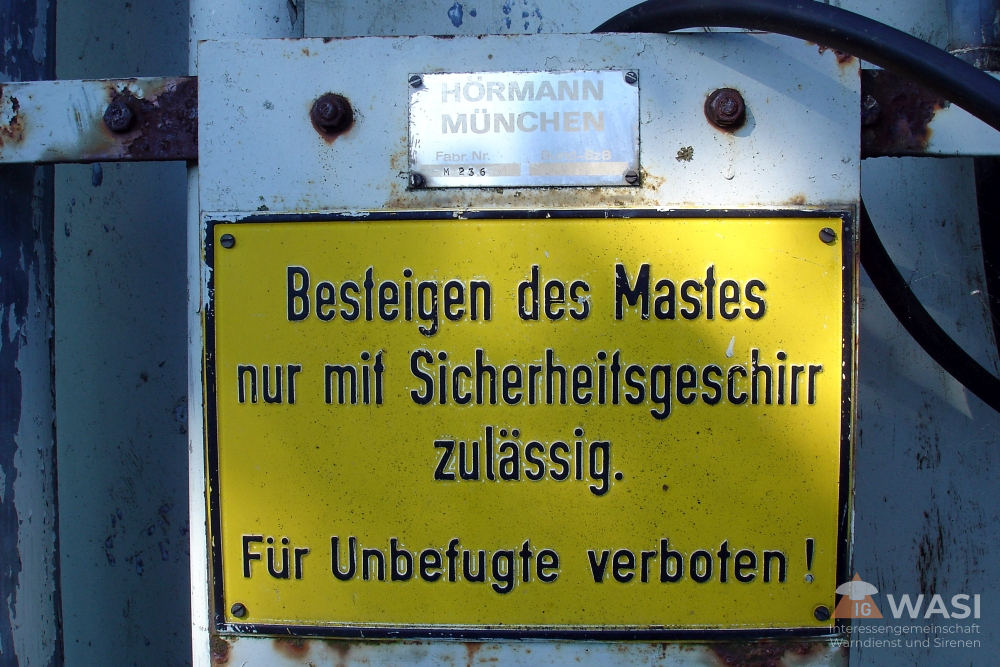 HÖRMANN
MÜNCHEN
Fabr. Nr.
M 236
Besteigen des Mastes
nur mit Sicherheitsgeschirr
zulässig.
Für Unbefugte verboten !
IG WASI
Interessengemeinschaft
Warndienst und Sirenen